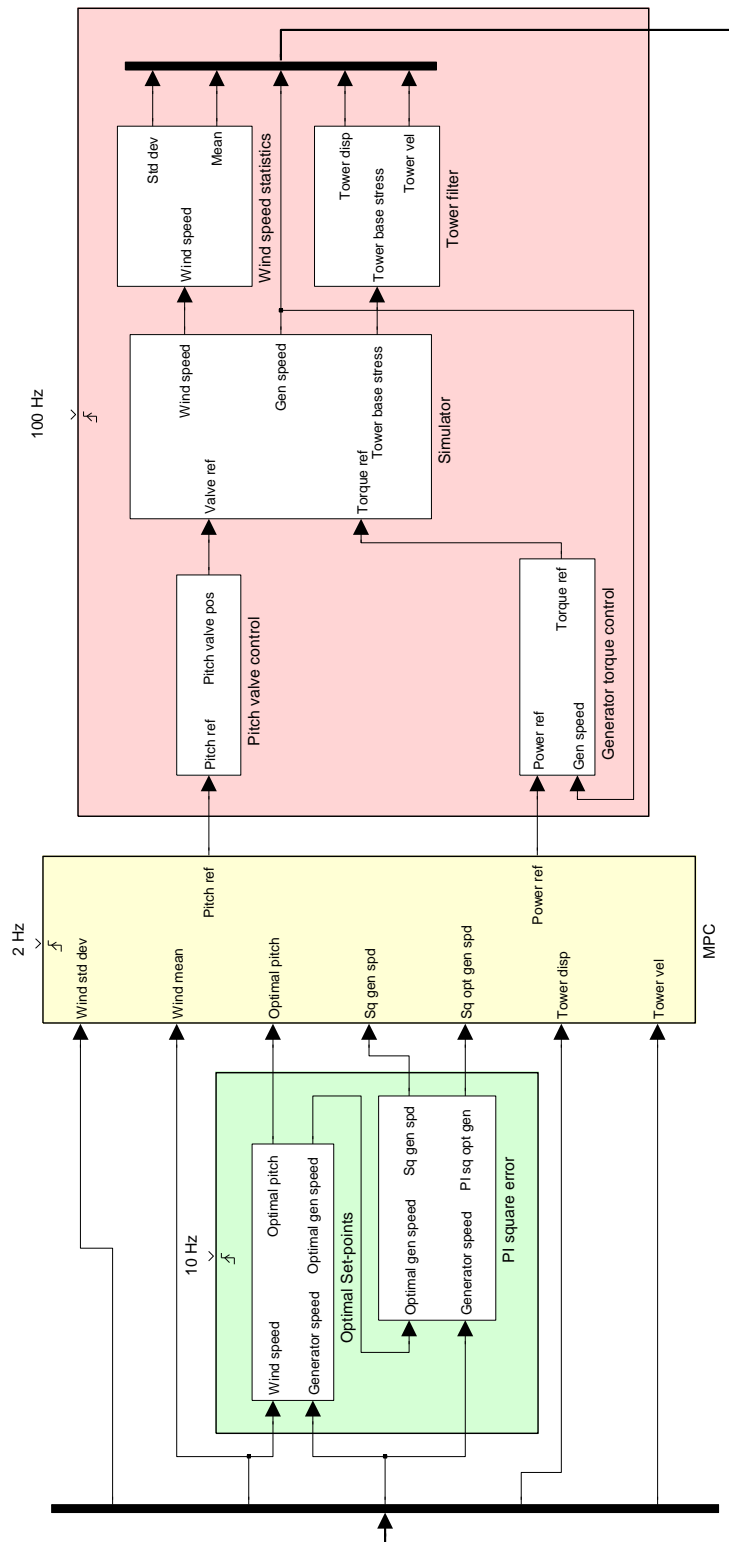 10 Hz
Wind speed
Generator speed
Optimal pitch
Optimal gen speed
Optimal Set-points
Optimal gen speed
Generator speed
Sq gen spd
PI sq opt gen
PI square error
2 Hz
Wind std dev
Wind mean
Optimal pitch
Sq gen spd
Sq opt gen spd
Tower disp
Tower vel
Pitch ref
Power ref
MPC
100 Hz
Pitch ref
Pitch valve pos
Pitch valve control
Power ref
Gen speed
Torque ref
Generator torque control
Valve ref
Torque ref
Wind speed
Gen speed
Tower base stress
Simulator
Wind speed
Std dev
Mean
Wind speed statistics
Tower base stress
Tower disp
Tower vel
Tower filter